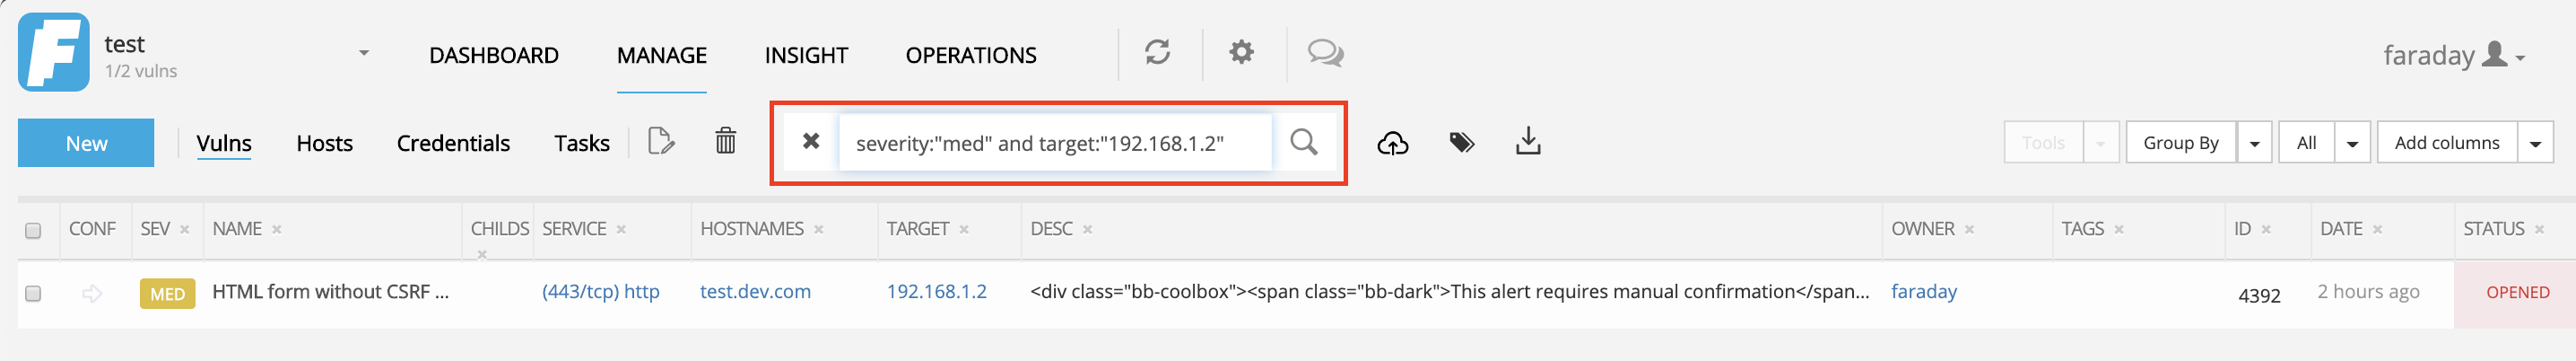 test
1/2 vulns
DASHBOARD MANAGE INSIGHT OPERATIONS faraday
New Vulns Hosts Credentials Tasks severity:"med" and target:"192.168.1.2" Tools Group By All Add columns
CONF SEV NAME CHILDS SERVICE HOSTNAMES TARGET DESC OWNER TAGS ID DATE STATUS
MED HTML form without CSRF ... (443/tcp) http test.dev.com 192.168.1.2 <div class="bb-coolbox"><span class="bb-dark">This alert requires manual confirmation</span... faraday 4392 2 hours ago OPENED